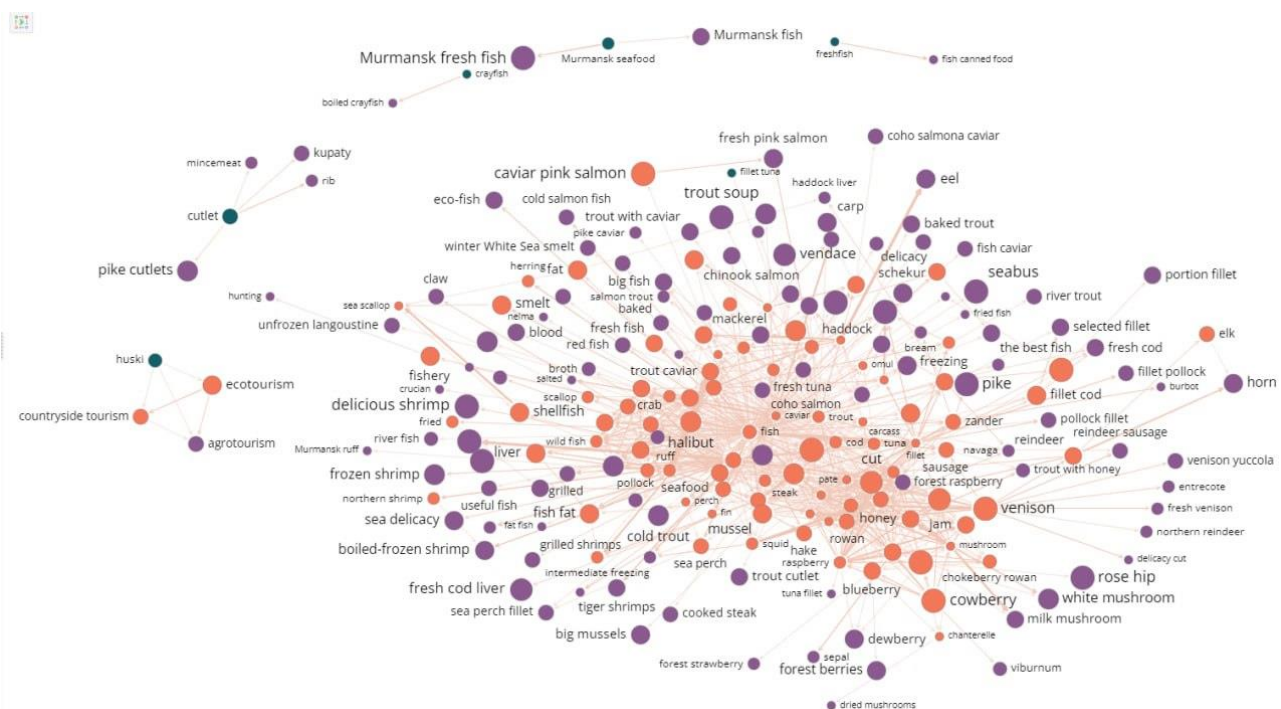 Murmansk fish
Murmansk fresh fish
Murmansk seafood
freshfish
fish canned food
crayfish
boiled crayfish
fresh pink salmon
coho salmona caviar
mincemeat
kupaty
rib
cutlet
pike cutlets
caviar pink salmon
fillet tuna
haddock liver
eel
eco-fish
cold salmon fish
trout soup
carp
trout with caviar
pike caviar
baked trout
winter White Sea smelt
vendace
delicacy
fish caviar
herring
fat
big fish
chinook salmon
schekur
seabus
portion fillet
claw
salmon trout
baked
river trout
hunting
sea scallop
smelt
nelma
mackerel
fried fish
unfrozen langoustine
blood
fresh fish
haddock
selected fillet
elk
red fish
bream
the best fish
fresh cod
huski
fishery
broth
trout caviar
omul
freezing
fillet pollock
ecotourism
crucian
salted
fresh tuna
pike
burbot
horn
delicious shrimp
scallop
crab
coho salmon
fillet cod
countryside tourism
fried
shellfish
caviar
trout
zander
pollock fillet
agrotourism
river fish
wild fish
halibut
fish
carcass
cod
tuna
reindeer
reindeer sausage
Murmansk ruff
liver
ruff
cut
fillet
navaga
venison yuccola
frozen shrimp
pollock
seafood
sausage
trout with honey
grilled
steak
pate
forest raspberry
entrecote
northern shrimp
useful fish
perch
venison
fresh venison
sea delicacy
fat fish
fish fat
fin
mussel
honey
jam
cold trout
rowan
northern reindeer
boiled-frozen shrimp
grilled shrimps
squid
hake
mushroom
delicacy cut
sea perch
raspberry
intermediate freezing
trout cutlet
chokeberry rowan
rose hip
fresh cod liver
blueberry
tuna fillet
cowberry
white mushroom
sea perch fillet
tiger shrimps
cooked steak
milk mushroom
big mussels
dewberry
chanterelle
forest strawberry
sepal
forest berries
viburnum
dried mushrooms